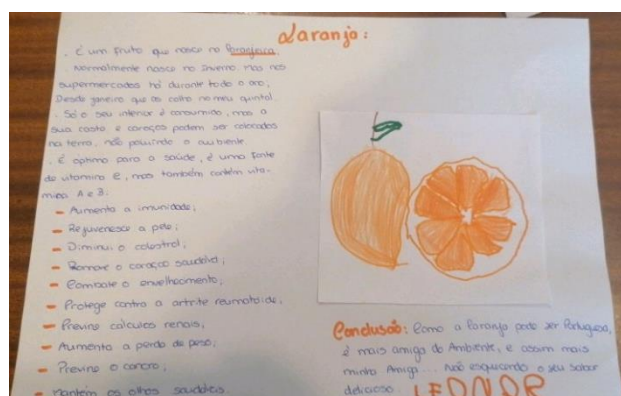 Laranja:
. É um fruto que nasce na laranjeira.
Normalmente nasce no Inverno, mas nos
supermercados há durante todo o ano,
Desde janeiro que as colho no meu quintal.
. Só o seu interior é consumido, mas a
sua casca, e caroços podem ser colocados
na terra, não poluindo o ambiente.
. É optimo para a saúde, é uma fonte
de vitamina C, mas também contém vita-
mina A e B:
- Aumenta a imunidade;
- Rejuvenesce a pele;
- Diminui o colestrol;
- coração saudável;
- Combate o envelhecimento;
- Protege contra a artrite reumatoide;
- Previne cálculos renais;
- Aumenta a perda de peso;
- Previne o cancro;
- Mantém os olhos saudáveis.
Conclusão: Como a laranja pode ser Portuguesa,
é mais amiga do Ambiente, e assim mais
minha Amiga... Não esquecendo o seu sabor
delicioso. LEONOR